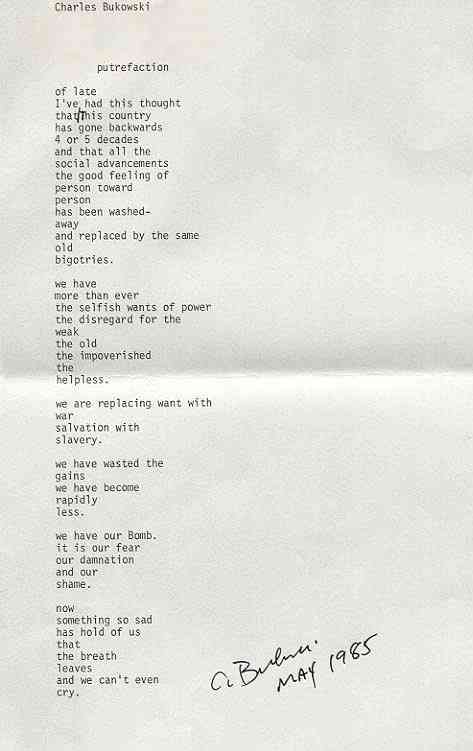 Charles Bukowski
putrefaction
of late
I've had this thought
that this country
has gone backwards
4 or 5 decades
and that all the
social advancements
the good feeling of
person toward
person
has been washed-
away
and replaced by the same
old
bigotries.
we have
more than ever
the selfish wants of power
the disregard for the
weak
the old
the impoverished
the
helpless.
we are replacing want with
war
salvation with
slavery.
we have wasted the
gains
we have become
rapidly
less.
we have our Bomb.
it is our fear
our damnation
and our
shame.
now
something so sad
has hold of us
that
the breath
leaves
and we can't even
cry.
MAY 1985